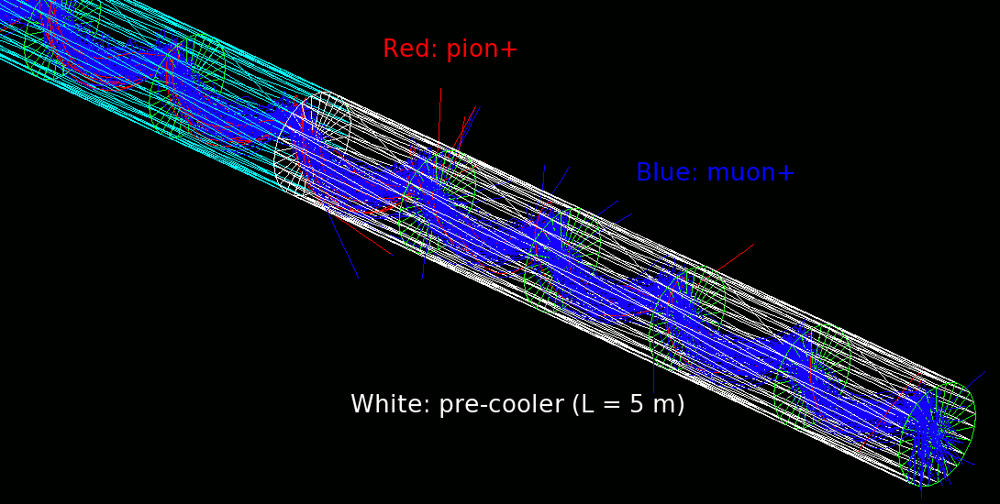 Red: pion+
Blue: muon+
White: pre-cooler (L = 5 m)